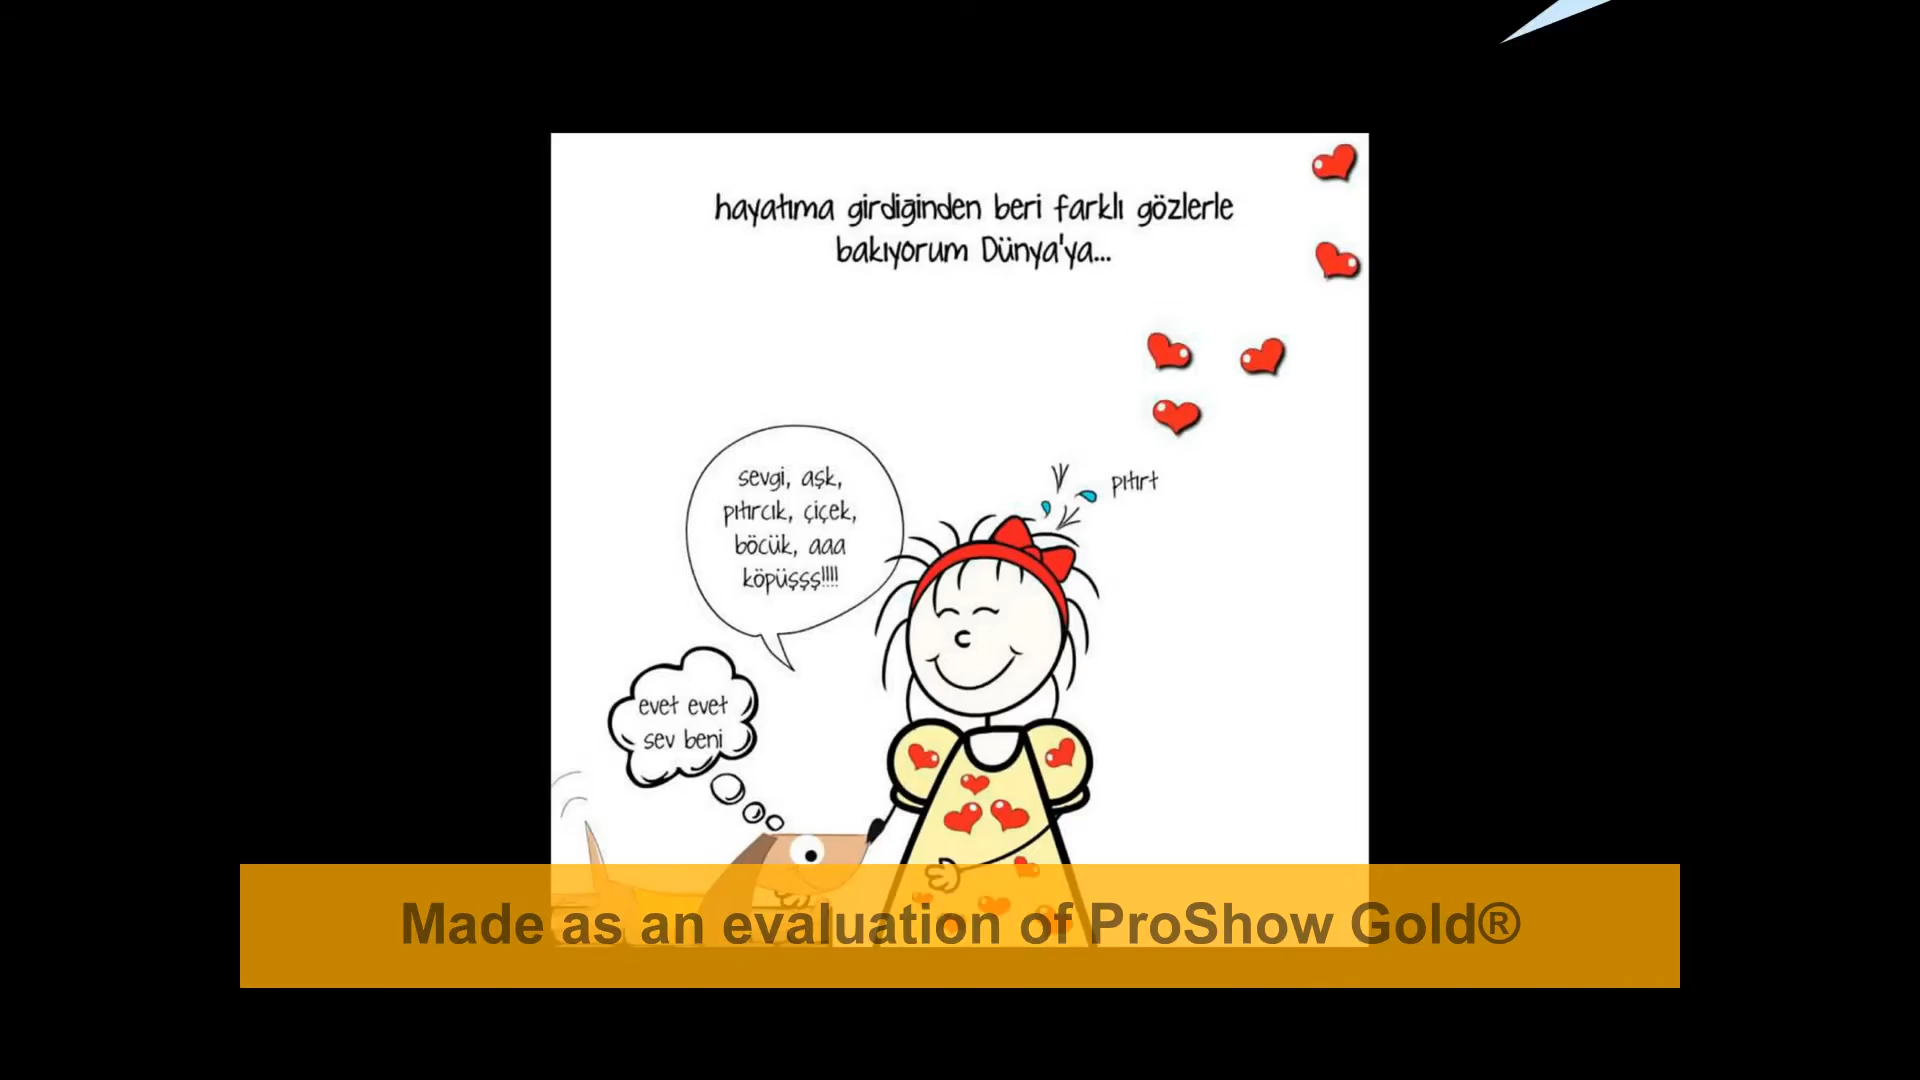 hayatıma girdiğinden beri farklı gözlerle
bakıyorum Dünya'ya...
sevgi, aşk,
pıtırcık, çiçek,
böcük, aaa
köpüşşş!!!!
pıtırt
evet evet
sev beni
Made as an evaluation of ProShow Gold®